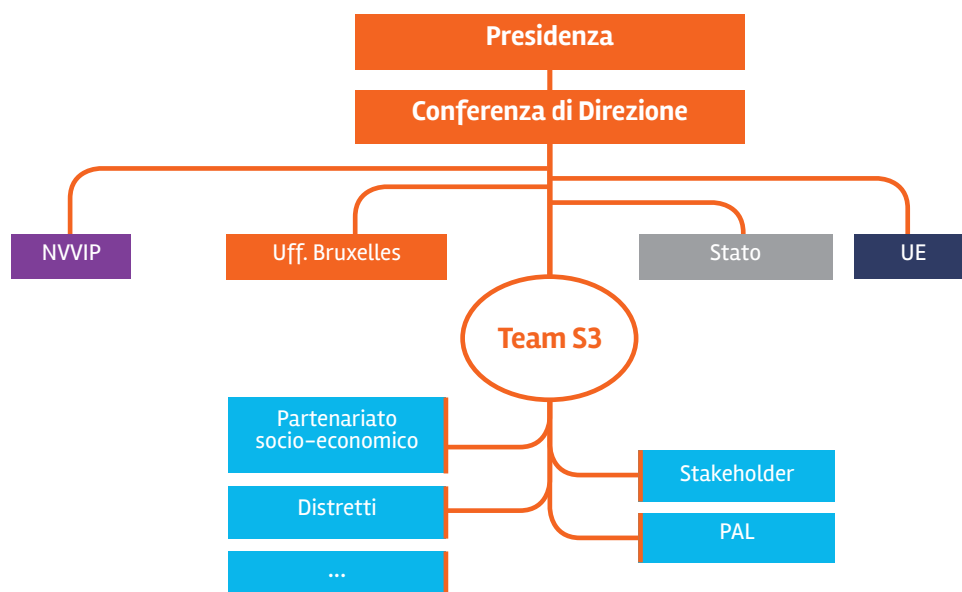 Presidenza
Conferenza di Direzione
NVVIP
Uff. Bruxelles
Stato
UE
Team S3
Partenariato
socio-economico
Stakeholder
Distretti
PAL
...